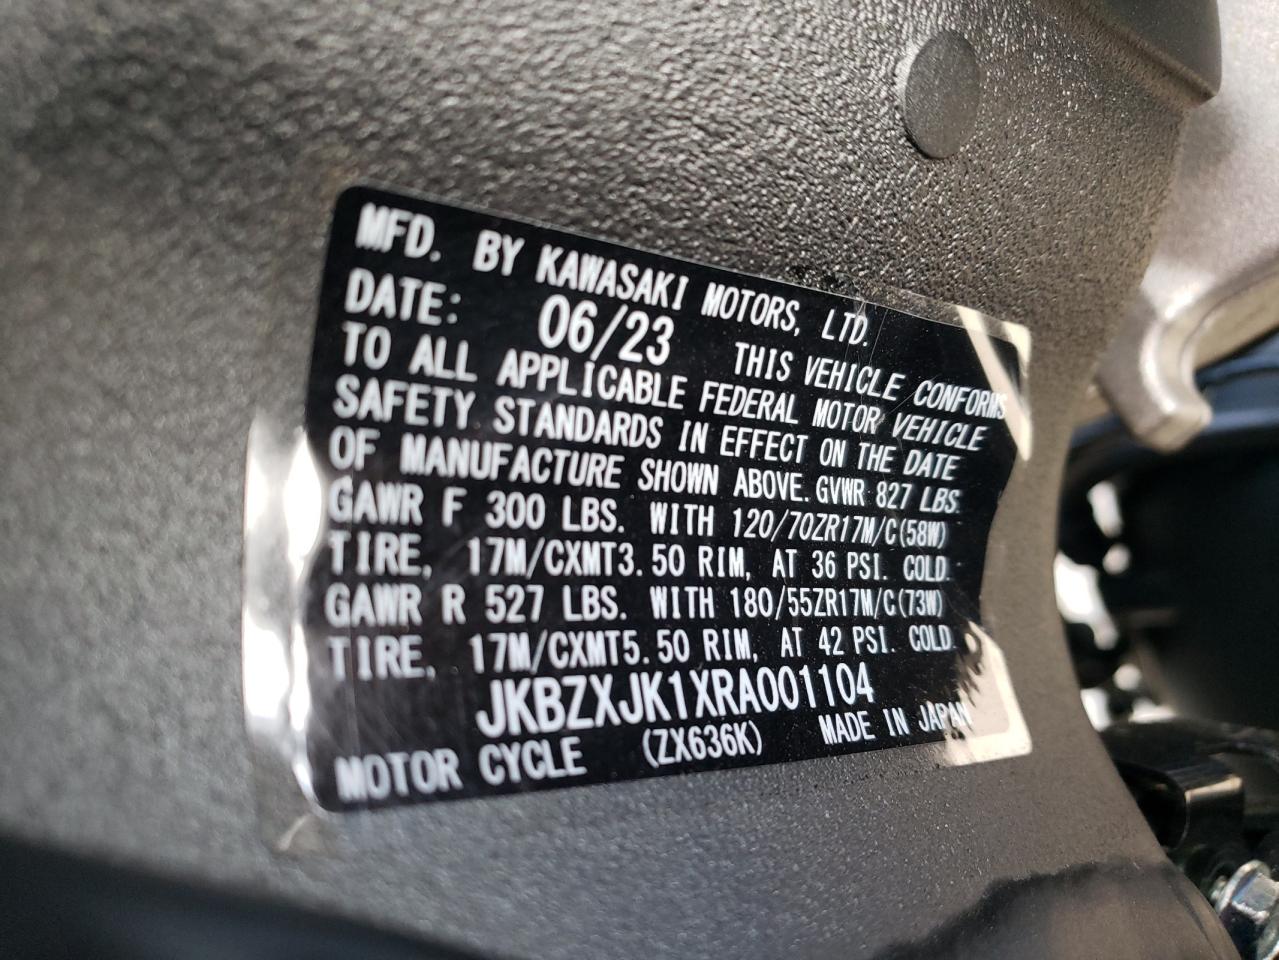 MFD. BY KAWASAKI MOTORS, LTD.
DATE: 06/23 THIS VEHICLE CONFORMS
TO ALL APPLICABLE FEDERAL MOTOR VEHICLE
SAFETY STANDARDS IN EFFECT ON THE DATE
OF MANUFACTURE SHOWN ABOVE. GVWR 827 LBS.
GAWR F 300 LBS. WITH 120/70ZR17M/C(58W)
TIRE, 17M/CXMT3.50 RIM, AT 36 PSI. COLD.
GAWR R 527 LBS. WITH 180/55ZR17M/C(73W)
TIRE, 17M/CXMT5.50 RIM, AT 42 PSI. COLD.
JKBZXJK1XRA001104
MOTOR CYCLE (ZX636K) MADE IN JAPAN